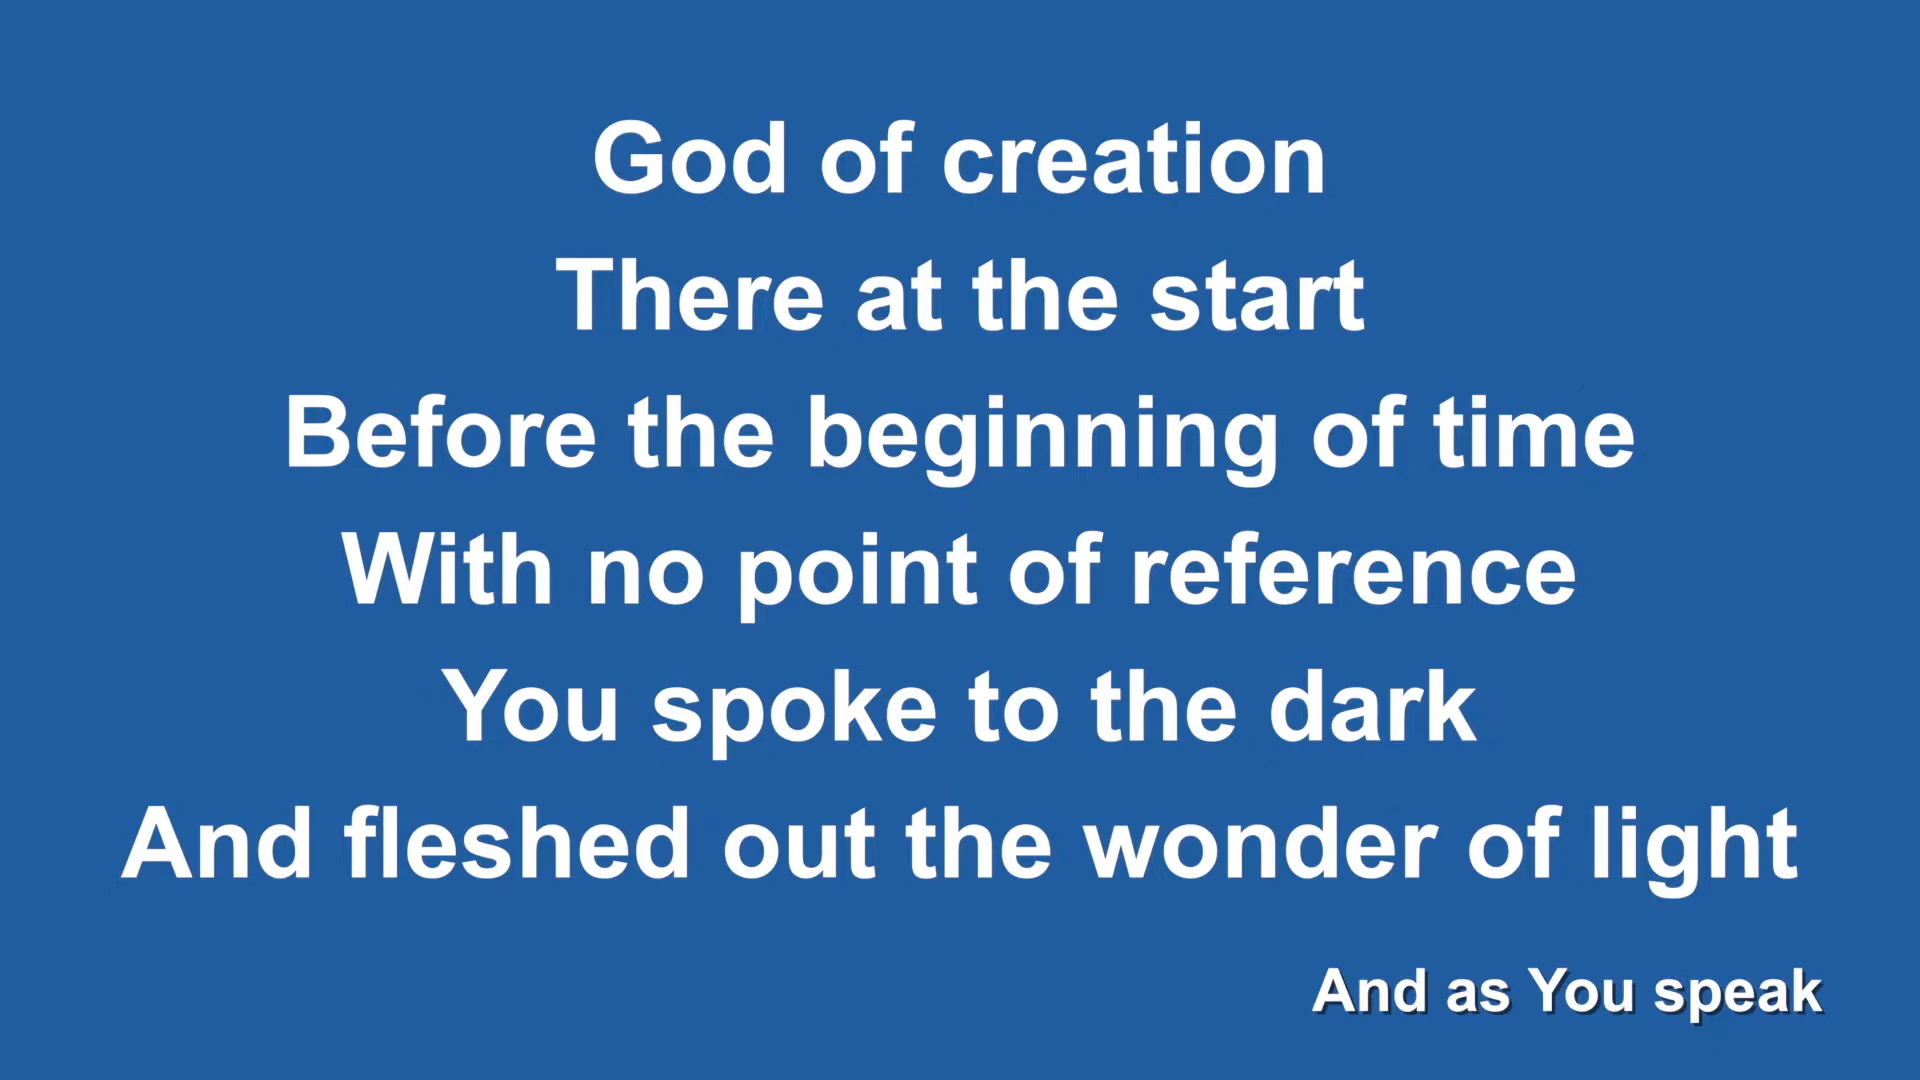 God of creation
There at the start
Before the beginning of time
With no point of reference
You spoke to the dark
And fleshed out the wonder of light
And as You speak